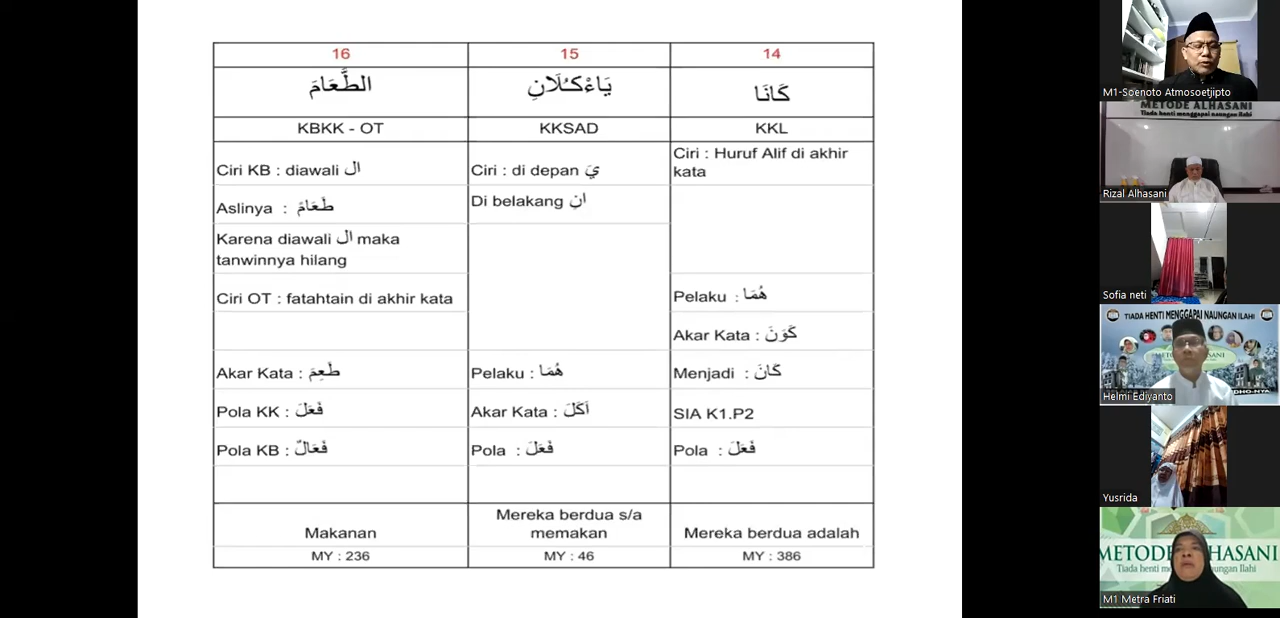 16 15 14
الطَّعَامَ يَاءْكُلَانِ كَانَا
KBKK - OT KKSAD KKL
Ciri KB : diawali ال
Ciri : di depan يَ
Ciri : Huruf Alif di akhir
kata
Aslinya : طَعَامٌ
Di belakang انِ
Karena diawali ال maka
tanwinnya hilang
Ciri OT : fatahtain di akhir kata
Pelaku : هُمَا
Akar Kata : كَوَنَ
Akar Kata : طَعِمَ
Pelaku : هُمَا
Menjadi : كَانَ
Pola KK : فَعَلَ
Akar Kata : اَكَلَ
SIA K1.P2
Pola KB : فَعَالٌ
Pola : فَعَلَ
Pola : فَعَلَ
Makanan
Mereka berdua s/a
memakan
Mereka berdua adalah
MY : 236 MY : 46 MY : 386
M1-Soenoto Atmosoetjipto
METODE ALHASANI
Tiada henti menggapai naungan Ilahi
Rizal Alhasani
Sofia neti
TIADA HENTI MENGGAPAI NAUNGAN ILAHI
Helmi Ediyanto
Yusrida
METODE ALHASANI
M1 Metra Friati